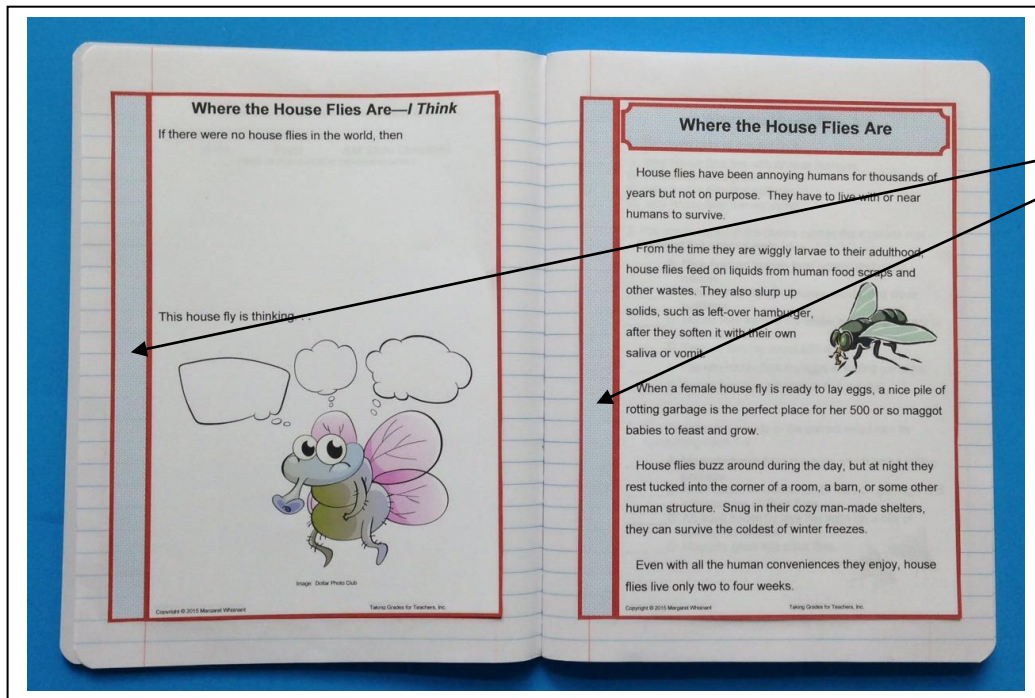 Where the House Flies Are—I Think
If there were no house flies in the world, then
This house fly is thinking. . .
Image: Dollar Photo Club
Copyright © 2015 Margaret Whisnant
Taking Grades for Teachers, Inc.
Where the House Flies Are
House flies have been annoying humans for thousands of
years but not on purpose. They have to live with or near
humans to survive.
From the time they are wiggly larvae to their adulthood,
house flies feed on liquids from human food scraps and
other wastes. They also slurp up
solids, such as left-over hamburger,
after they soften it with their own
saliva or vomit.
When a female house fly is ready to lay eggs, a nice pile of
rotting garbage is the perfect place for her 500 or so maggot
babies to feast and grow.
House flies buzz around during the day, but at night they
rest tucked into the corner of a room, a barn, or some other
human structure. Snug in their cozy man-made shelters,
they can survive the coldest of winter freezes.
Even with all the human conveniences they enjoy, house
flies live only two to four weeks.
Copyright © 2015 Margaret Whisnant
Taking Grades for Teachers, Inc.